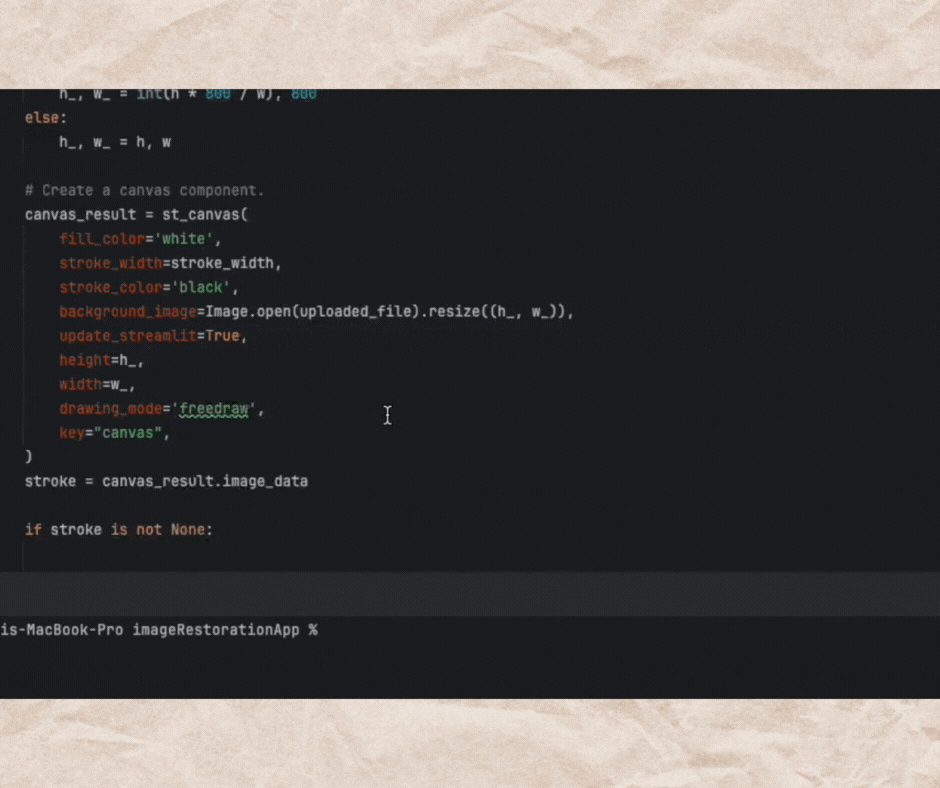 h_, w_ = int(h * 800 / w), 800
else:
h_, w_ = h, w
# Create a canvas component.
canvas_result = st_canvas(
fill_color='white',
stroke_width=stroke_width,
stroke_color='black',
background_image=Image.open(uploaded_file).resize((h_, w_)),
update_streamlit=True,
height=h_,
width=w_,
drawing_mode='freedraw',
key="canvas",
)
stroke = canvas_result.image_data
if stroke is not None:
is-MacBook-Pro imageRestorationApp %